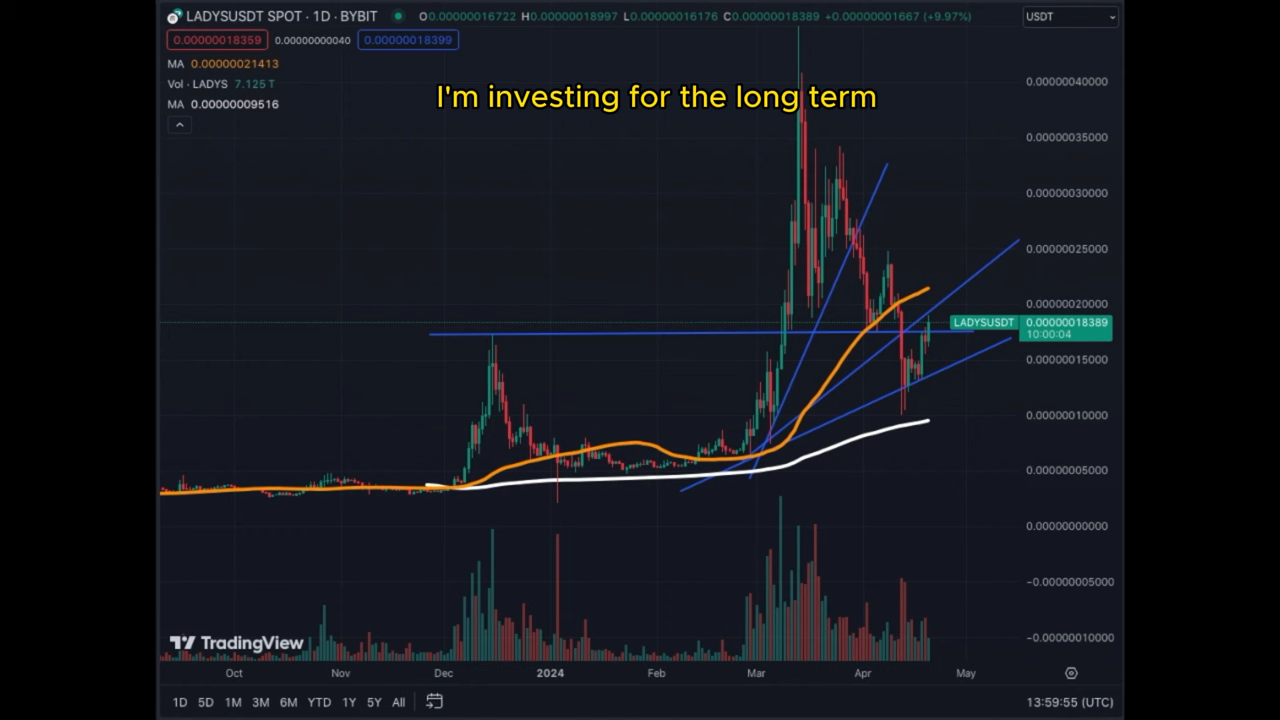 LADYSUSDT SPOT · 1D · BYBIT O0.00000016722 H0.00000018997 L0.00000016176 C0.00000018389 +0.00000001667 (+9.97%) USDT
0.00000018359 0.00000000040 0.00000018399
MA 0.00000021413
Vol · LADYS 7.125 T
MA 0.00000009516
I'm investing for the long term
0.00000040000
0.00000035000
0.00000030000
0.00000025000
0.00000020000
LADYSUSDT 0.00000018389
10:00:04
0.00000015000
0.00000010000
0.00000005000
0.00000000000
−0.00000005000
−0.00000010000
TradingView
Oct Nov Dec 2024 Feb Mar Apr May
1D 5D 1M 3M 6M YTD 1Y 5Y All 13:59:55 (UTC)